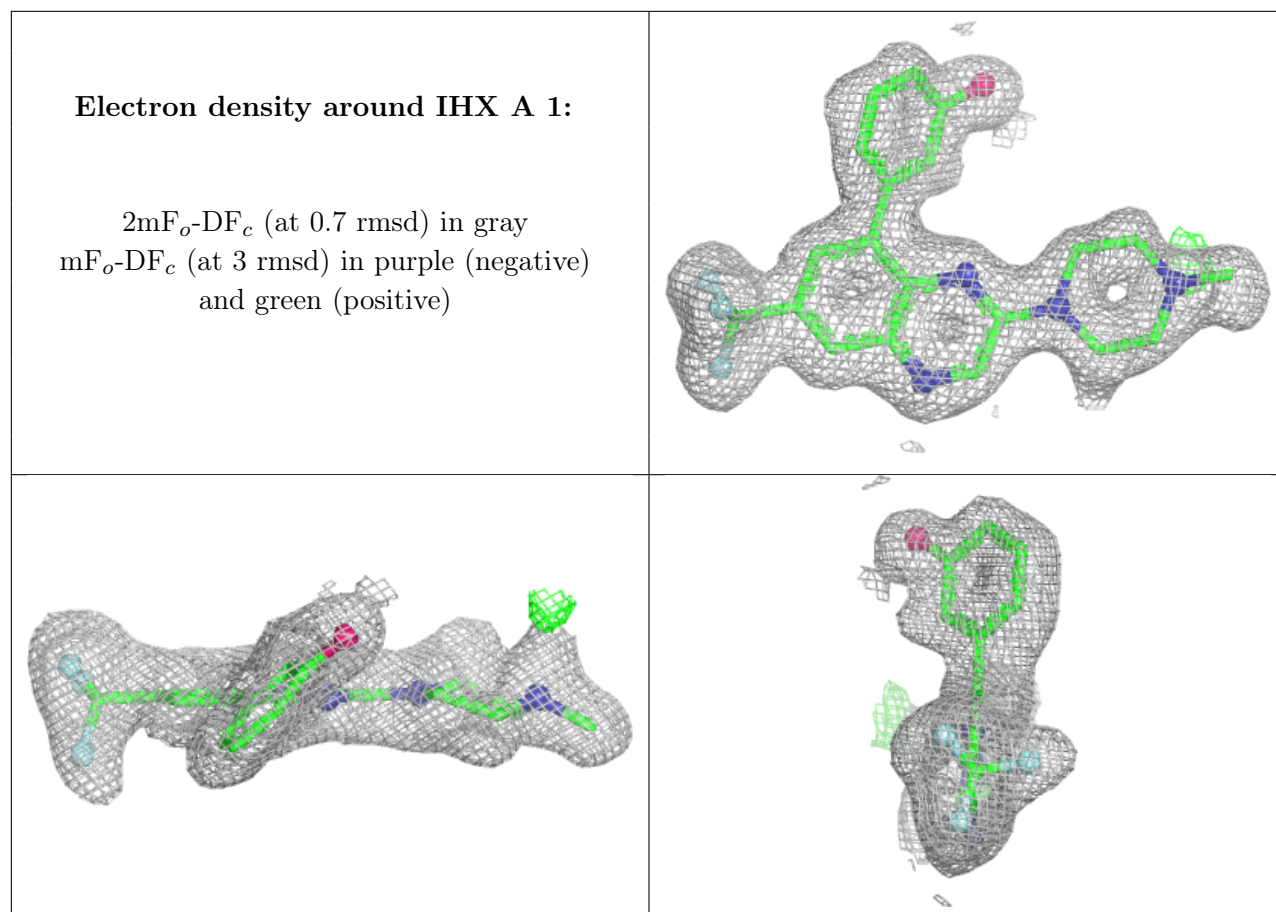 Electron density around IHX A 1:
2mFo-DFc (at 0.7 rmsd) in gray
mFo-DFc (at 3 rmsd) in purple (negative)
and green (positive)